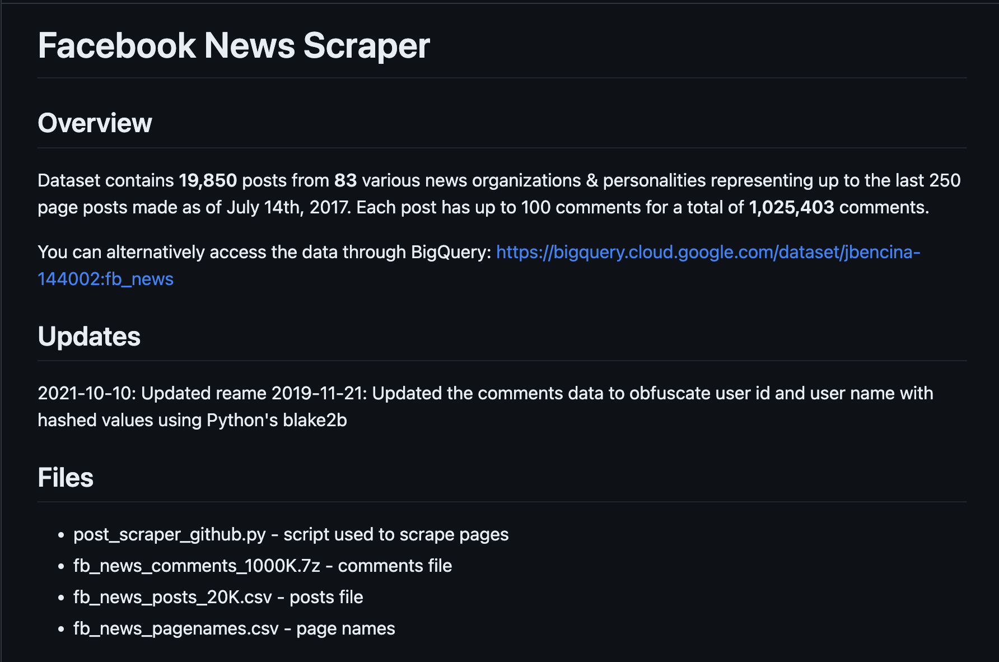 Facebook News Scraper
Overview
Dataset contains 19,850 posts from 83 various news organizations & personalities representing up to the last 250
page posts made as of July 14th, 2017. Each post has up to 100 comments for a total of 1,025,403 comments.
You can alternatively access the data through BigQuery: https://bigquery.cloud.google.com/dataset/jbencina-
144002:fb_news
Updates
2021-10-10: Updated reame 2019-11-21: Updated the comments data to obfuscate user id and user name with
hashed values using Python's blake2b
Files
• post_scraper_github.py - script used to scrape pages
• fb_news_comments_1000K.7z - comments file
• fb_news_posts_20K.csv - posts file
• fb_news_pagenames.csv - page names